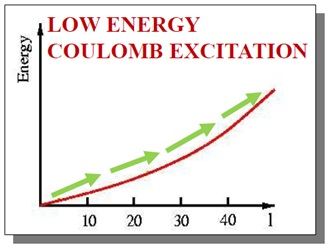 LOW ENERGY
COULOMB EXCITATION
Energy
10 20 30 40 l